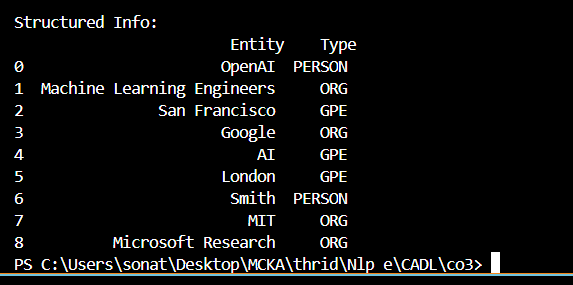 Structured Info:
Entity Type
0 OpenAI PERSON
1 Machine Learning Engineers ORG
2 San Francisco GPE
3 Google ORG
4 AI GPE
5 London GPE
6 Smith PERSON
7 MIT ORG
8 Microsoft Research ORG
PS C:\Users\sonat\Desktop\MCKA\thrid\Nlp e\CADL\co3>